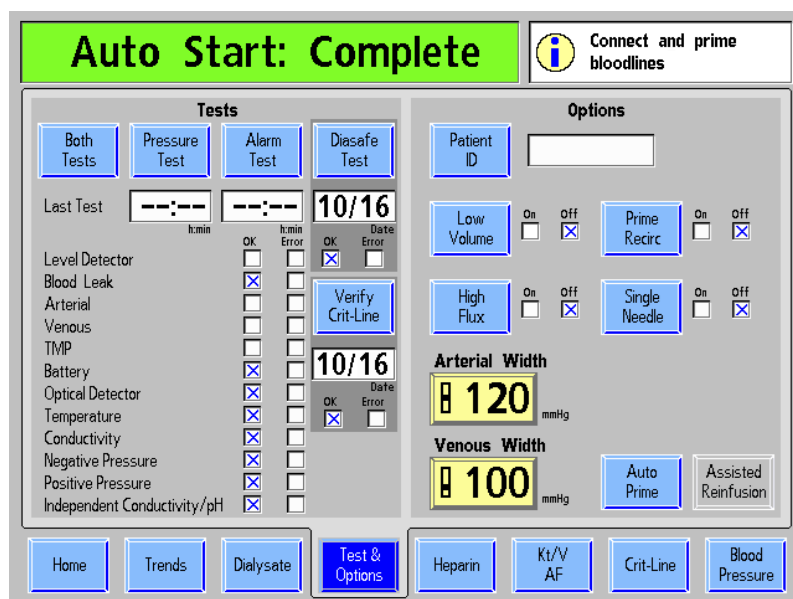 Auto Start: Complete
Connect and prime
bloodlines
Tests
Both
Tests
Pressure
Test
Alarm
Test
Diasafe
Test
Last Test
--:--
--:--
10/16
h:min
h:min
Date
OK
Error
OK
Error
Level Detector
Blood Leak
Arterial
Venous
TMP
Battery
Optical Detector
Temperature
Conductivity
Negative Pressure
Positive Pressure
Independent Conductivity/pH
Verify
Crit-Line
10/16
Date
OK
Error
Options
Patient
ID
Low
Volume
On
Off
Prime
Recirc
On
Off
High
Flux
On
Off
Single
Needle
On
Off
Arterial Width
120 mmHg
Venous Width
100 mmHg
Auto
Prime
Assisted
Reinfusion
Home
Trends
Dialysate
Test &
Options
Heparin
Kt/V
AF
Crit-Line
Blood
Pressure